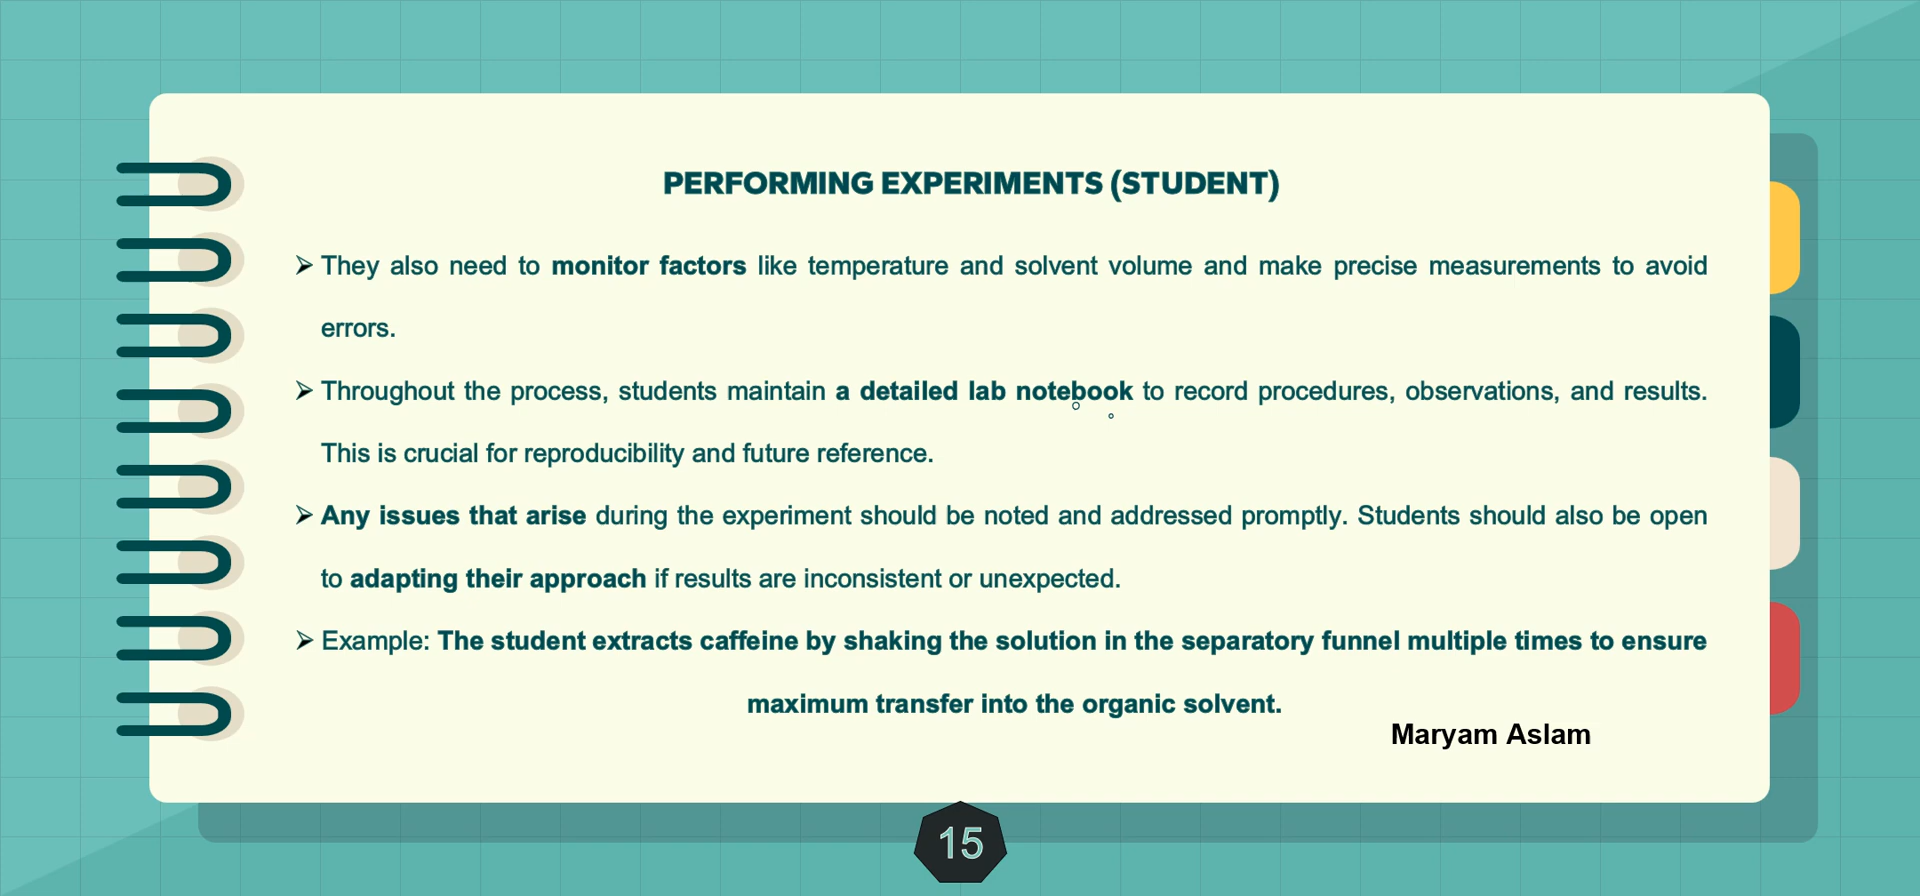 PERFORMING EXPERIMENTS (STUDENT)
➢ They also need to monitor factors like temperature and solvent volume and make precise measurements to avoid
errors.
➢ Throughout the process, students maintain a detailed lab notebook to record procedures, observations, and results.
This is crucial for reproducibility and future reference.
➢ Any issues that arise during the experiment should be noted and addressed promptly. Students should also be open
to adapting their approach if results are inconsistent or unexpected.
➢ Example: The student extracts caffeine by shaking the solution in the separatory funnel multiple times to ensure
maximum transfer into the organic solvent.
Maryam Aslam
15